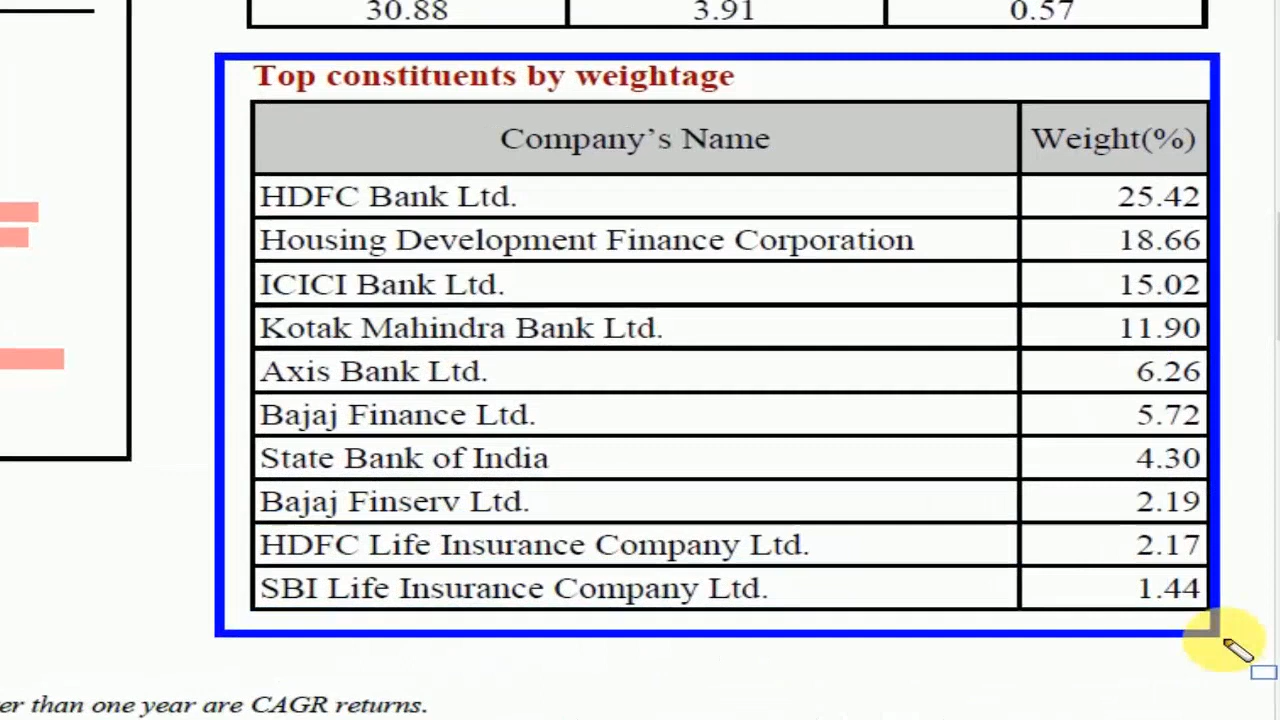 30.88 3.91 0.57
Top constituents by weightage
Company’s Name Weight(%)
HDFC Bank Ltd. 25.42
Housing Development Finance Corporation 18.66
ICICI Bank Ltd. 15.02
Kotak Mahindra Bank Ltd. 11.90
Axis Bank Ltd. 6.26
Bajaj Finance Ltd. 5.72
State Bank of India 4.30
Bajaj Finserv Ltd. 2.19
HDFC Life Insurance Company Ltd. 2.17
SBI Life Insurance Company Ltd. 1.44
than one year are CAGR returns.